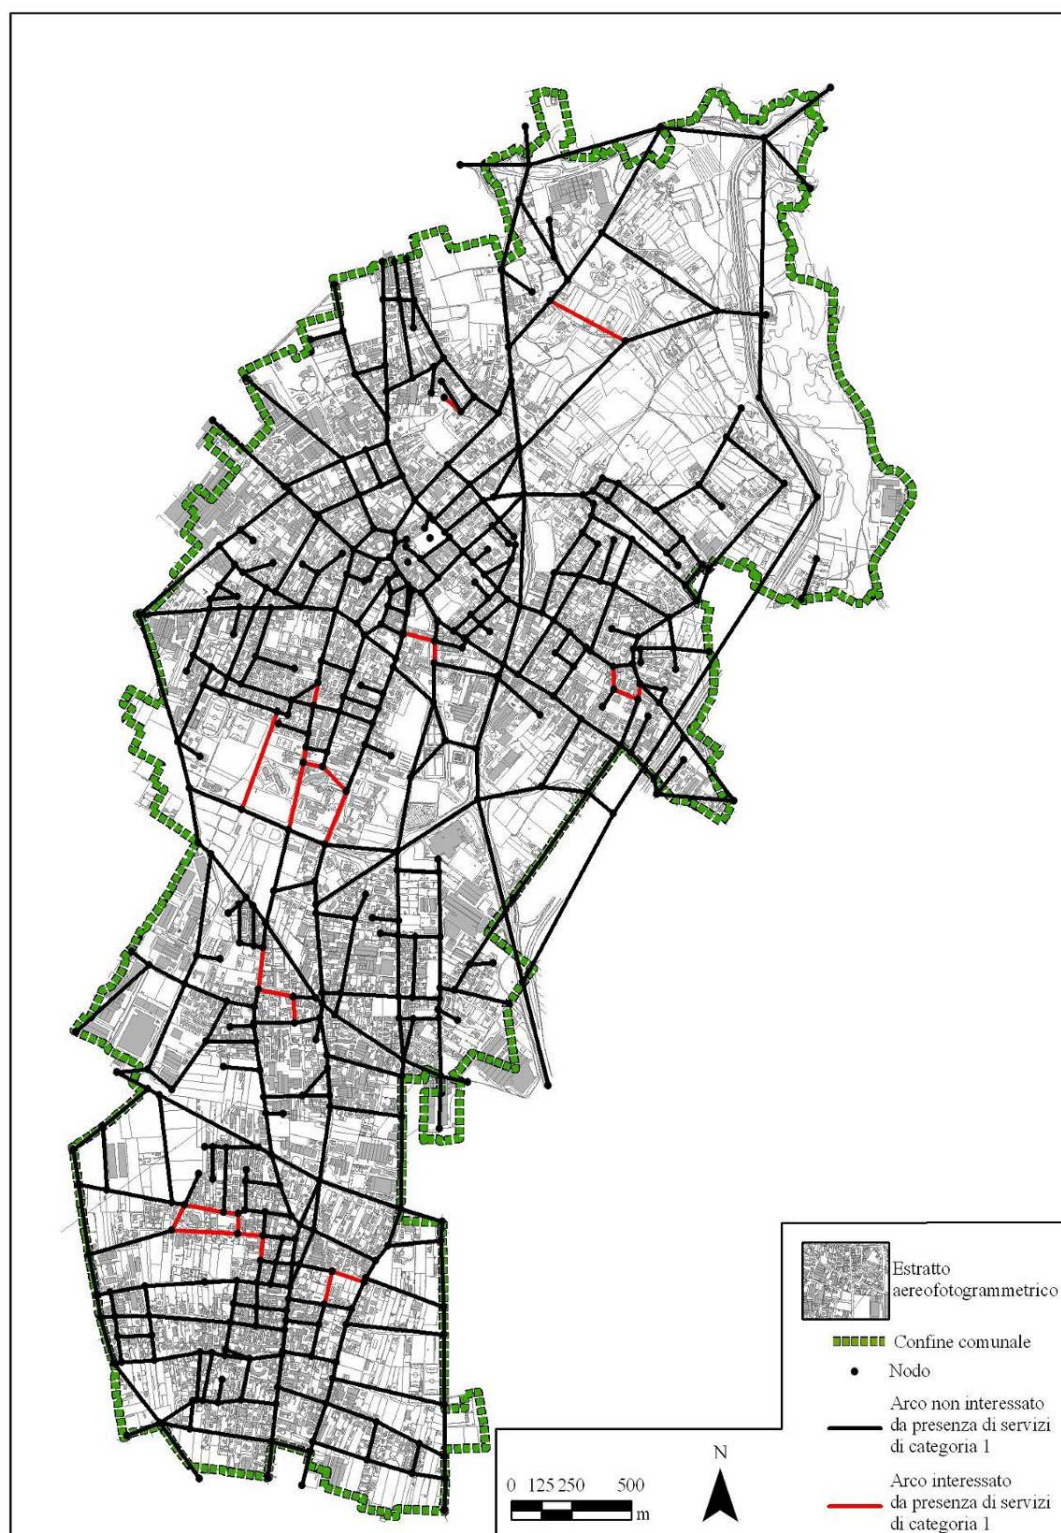 Estratto
aereofotogrammetrico
Confine comunale
Nodo
Arco non interessato
da presenza di servizi
di categoria 1
Arco interessato
da presenza di servizi
di categoria 1
N
0 125 250 500
m